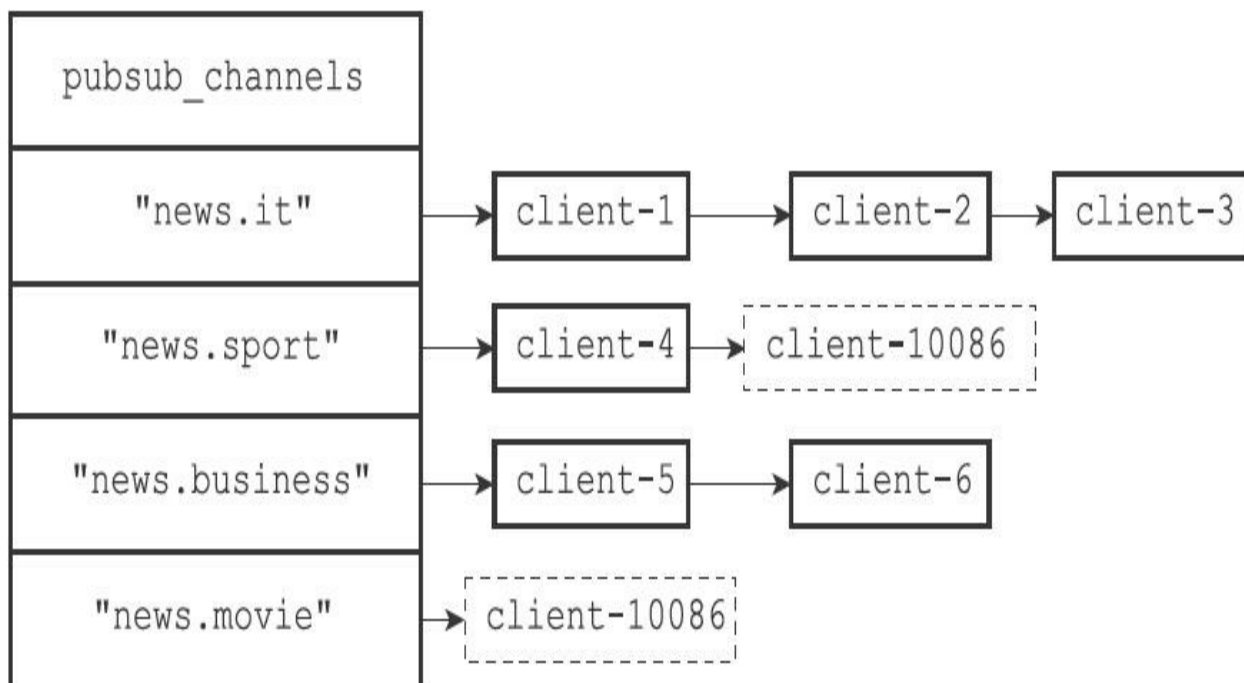 pubsub_channels
"news.it" client-1 client-2 client-3
"news.sport" client-4 client-10086
"news.business" client-5 client-6
"news.movie" client-10086